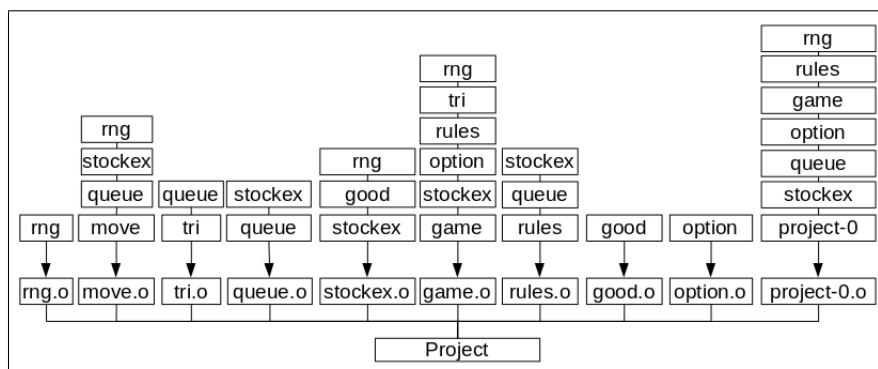 rng
rules
rng
game
tri
option
rng
rules
stockex
rng
option
stockex
queue
queue
queue
stockex
good
stockex
queue
stockex
rng
move
tri
queue
stockex
game
rules
good
option
project-0
rng.o
move.o
tri.o
queue.o
stockex.o
game.o
rules.o
good.o
option.o
project-0.o
Project